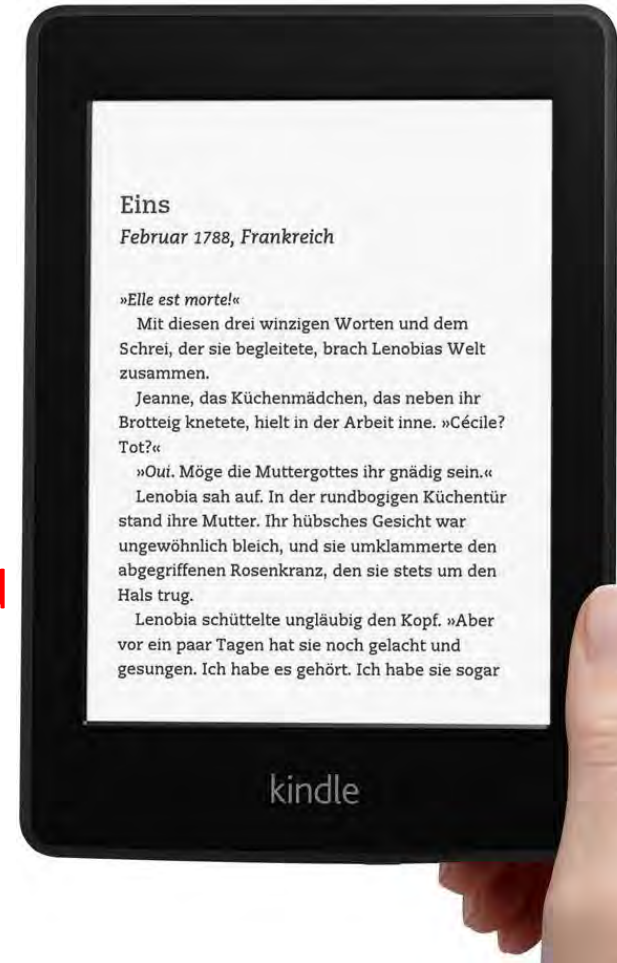 Eins
Februar 1788, Frankreich
»Elle est morte!«
Mit diesen drei winzigen Worten und dem
Schrei, der sie begleitete, brach Lenobias Welt
zusammen.
Jeanne, das Küchenmädchen, das neben ihr
Brotteig knetete, hielt in der Arbeit inne. »Cécile?
Tot?«
»Oui. Möge die Muttergottes ihr gnädig sein.«
Lenobia sah auf. In der rundbogigen Küchentür
stand ihre Mutter. Ihr hübsches Gesicht war
ungewöhnlich bleich, und sie umklammerte den
abgegriffenen Rosenkranz, den sie stets um den
Hals trug.
Lenobia schüttelte ungläubig den Kopf. »Aber
vor ein paar Tagen hat sie noch gelacht und
gesungen. Ich habe es gehört. Ich habe sie sogar
kindle